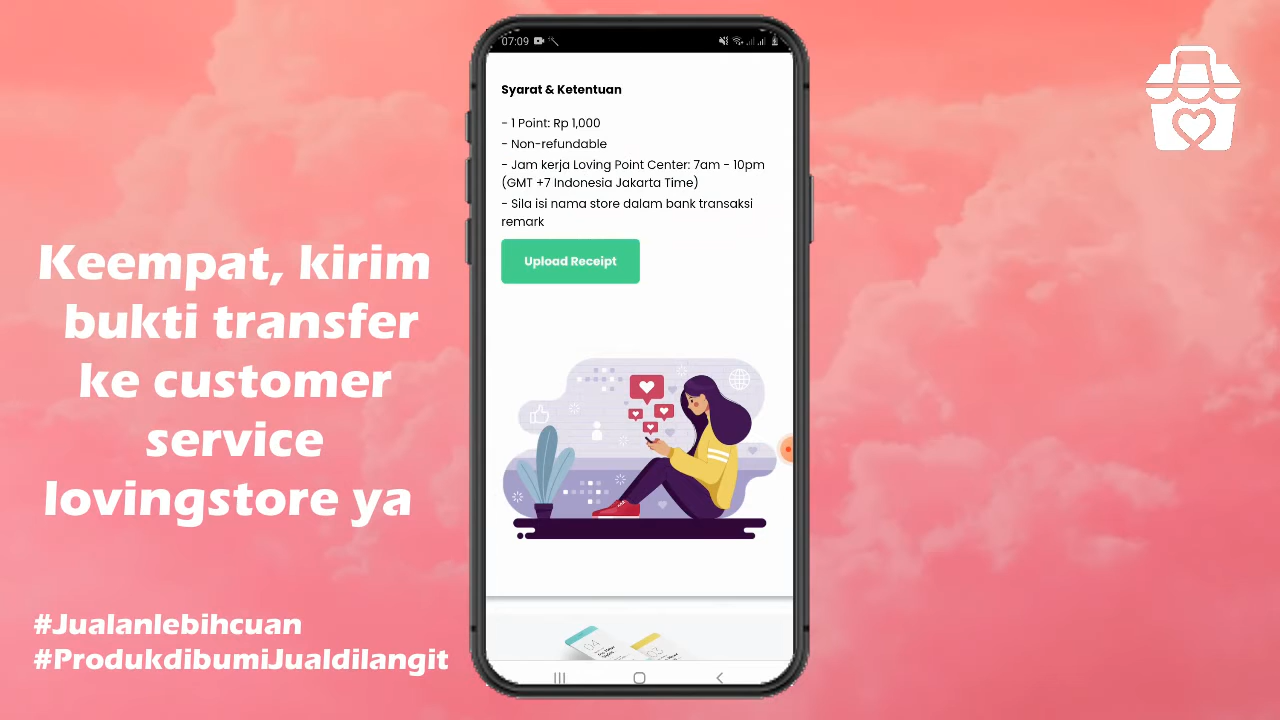 Keempat, kirim
bukti transfer
ke customer
service
lovingstore ya
#Jualanlebihcuan
#ProdukdibumiJualdilangit
07:09
Syarat & Ketentuan
- 1 Point: Rp 1,000
- Non-refundable
- Jam kerja Loving Point Center: 7am - 10pm
(GMT +7 Indonesia Jakarta Time)
- Sila isi nama store dalam bank transaksi
remark
Upload Receipt